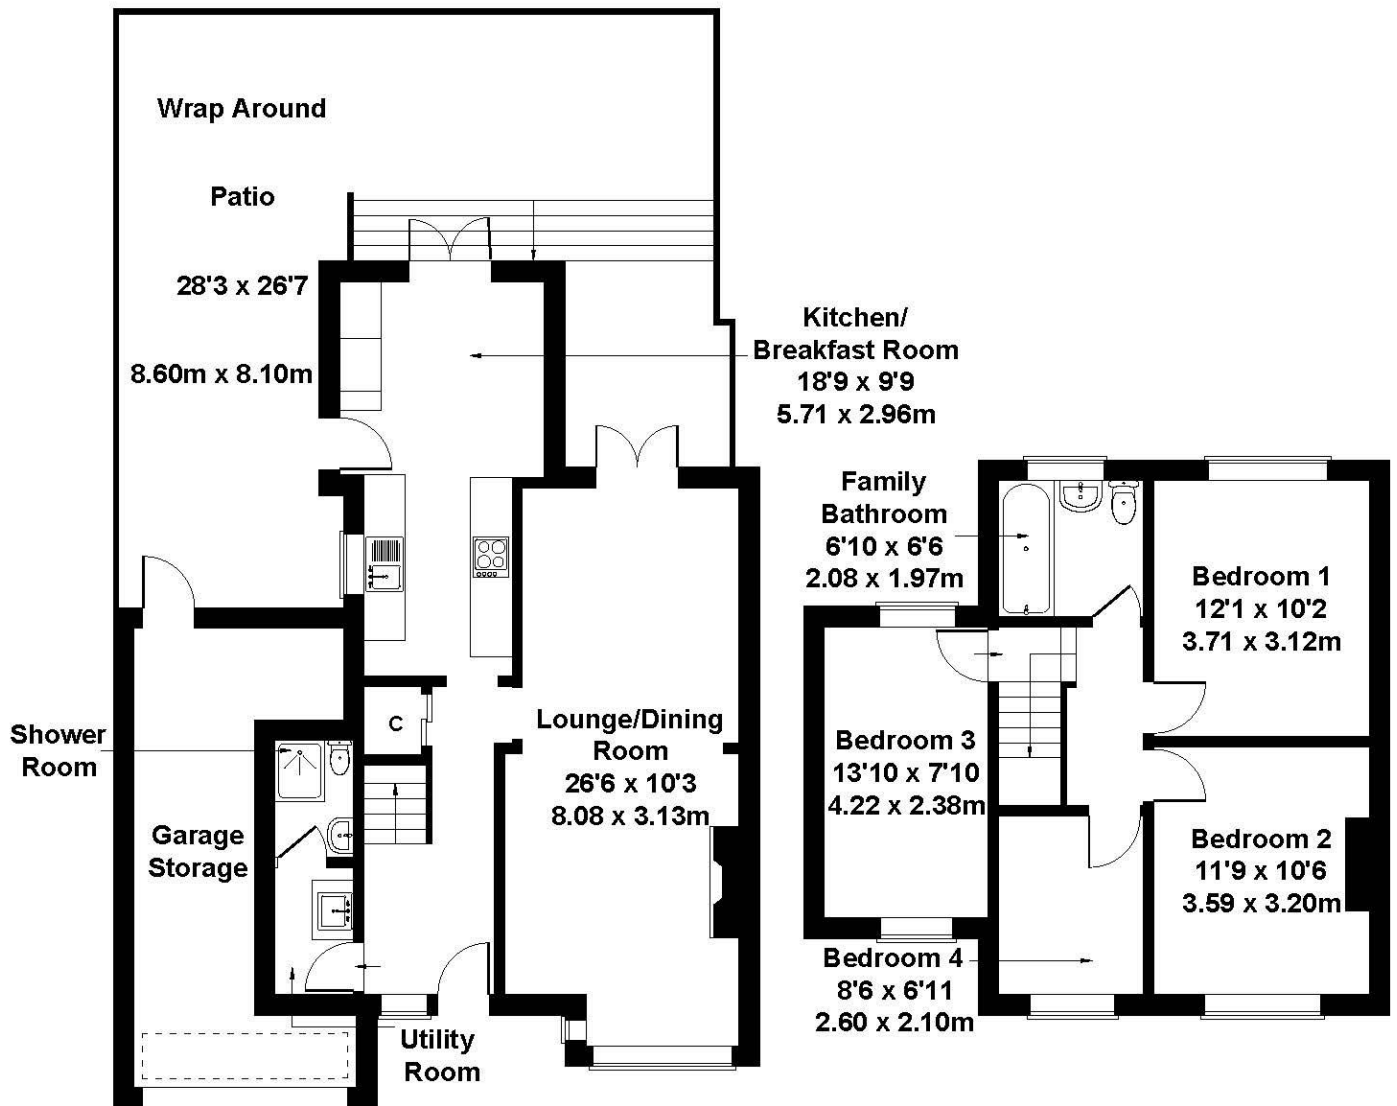 Wrap Around
Patio
28'3 x 26'7
8.60m x 8.10m
Kitchen/
Breakfast Room
18'9 x 9'9
5.71 x 2.96m
Family
Bathroom
6'10 x 6'6
2.08 x 1.97m
Bedroom 1
12'1 x 10'2
3.71 x 3.12m
Shower
Room
C
Lounge/Dining
Room
26'6 x 10'3
8.08 x 3.13m
Bedroom 3
13'10 x 7'10
4.22 x 2.38m
Garage
Storage
Bedroom 2
11'9 x 10'6
3.59 x 3.20m
Bedroom 4
8'6 x 6'11
2.60 x 2.10m
Utility
Room